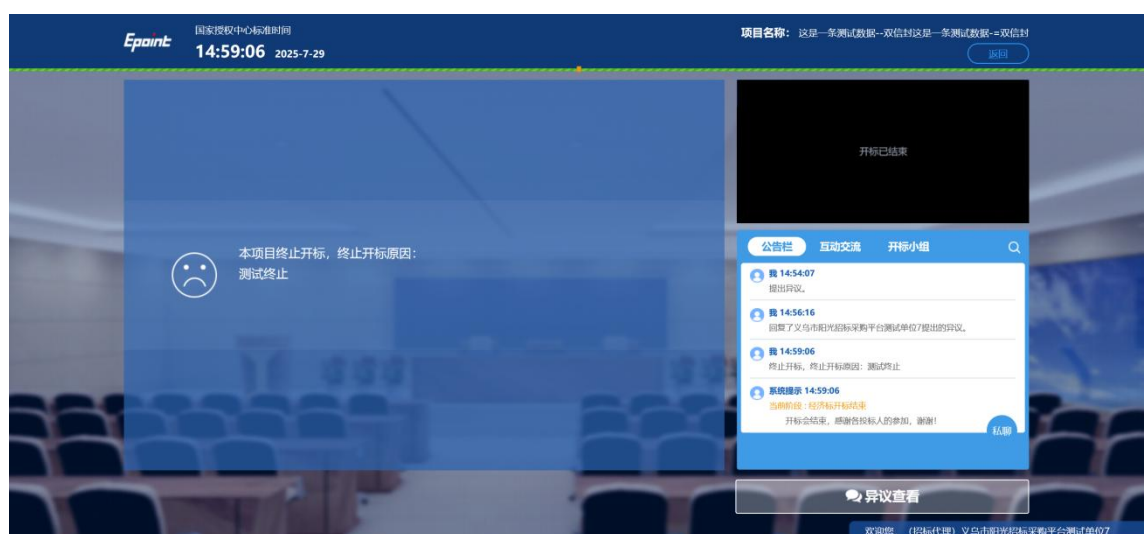 Epoint
国家授权中心标准时间
14:59:06 2025-7-29
项目名称： 这是一条测试数据--双信封这是一条测试数据-=双信封
返回
开标已结束
本项目终止开标，终止开标原因：
测试终止
公告栏 互动交流 开标小组
我 14:54:07
提出异议。
我 14:56:16
回复了义乌市阳光招标采购平台测试单位7提出的异议。
我 14:59:06
终止开标，终止开标原因：测试终止
系统提示 14:59:06
当前阶段：经济标开标结束
开标会结束，感谢各投标人的参加，谢谢！
私聊
异议查看
欢迎您 （招标代理）义乌市阳光招标采购平台测试单位7